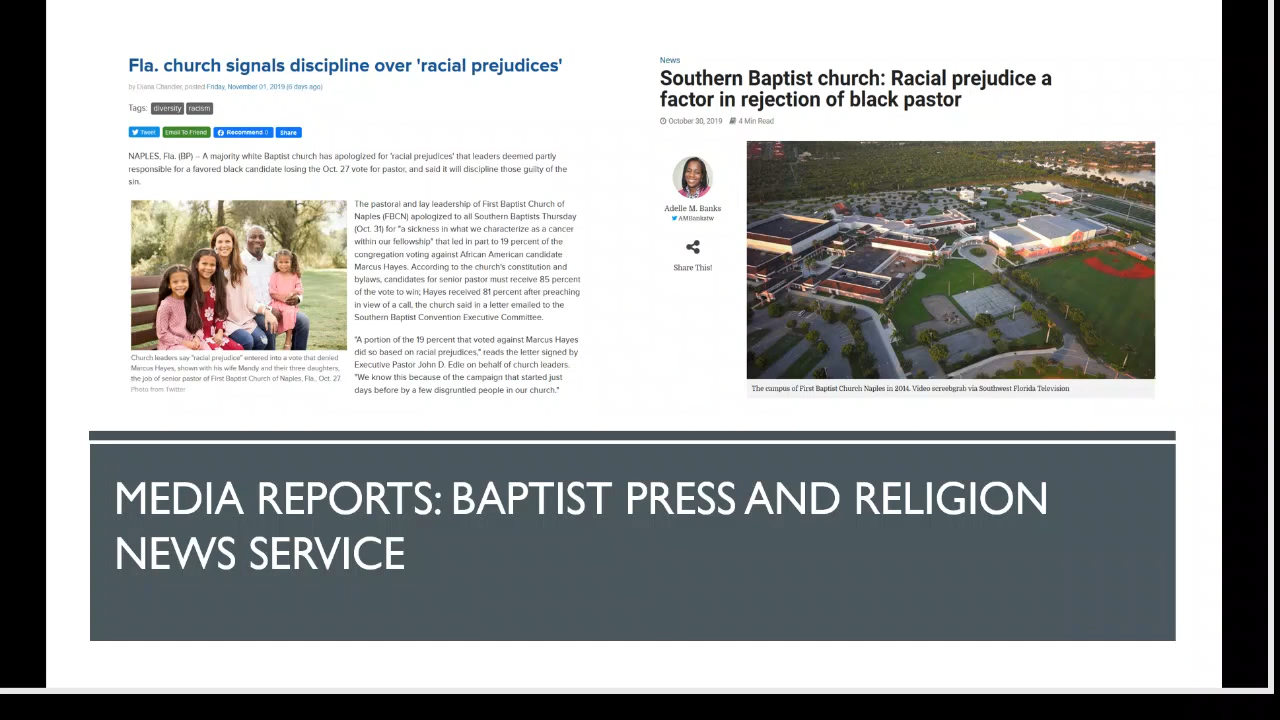 Fla. church signals discipline over 'racial prejudices'
by Diana Chandler, posted Friday, November 01, 2019 (6 days ago)
Tags: diversity racism
Tweet Email To Friend Recommend 0 Share
NAPLES, Fla. (BP) – A majority white Baptist church has apologized for 'racial prejudices' that leaders deemed partly
responsible for a favored black candidate losing the Oct. 27 vote for pastor, and said it will discipline those guilty of the
sin.
The pastoral and lay leadership of First Baptist Church of
Naples (FBCN) apologized to all Southern Baptists Thursday
(Oct. 31) for "a sickness in what we characterize as a cancer
within our fellowship" that led in part to 19 percent of the
congregation voting against African American candidate
Marcus Hayes. According to the church's constitution and
bylaws, candidates for senior pastor must receive 85 percent
of the vote to win; Hayes received 81 percent after preaching
in view of a call, the church said in a letter emailed to the
Southern Baptist Convention Executive Committee.
"A portion of the 19 percent that voted against Marcus Hayes
did so based on racial prejudices," reads the letter signed by
Executive Pastor John D. Edie on behalf of church leaders.
"We know this because of the campaign that started just
days before by a few disgruntled people in our church."
Church leaders say "racial prejudice" entered into a vote that denied
Marcus Hayes, shown with his wife Mandy and their three daughters,
the job of senior pastor of First Baptist Church of Naples, Fla., Oct. 27.
Photo from Twitter
News
Southern Baptist church: Racial prejudice a
factor in rejection of black pastor
October 30, 2019 4 Min Read
Adelle M. Banks
AMBankstw
Share This!
The campus of First Baptist Church Naples in 2014. Video screebgrab via Southwest Florida Television
MEDIA REPORTS: BAPTIST PRESS AND RELIGION
NEWS SERVICE